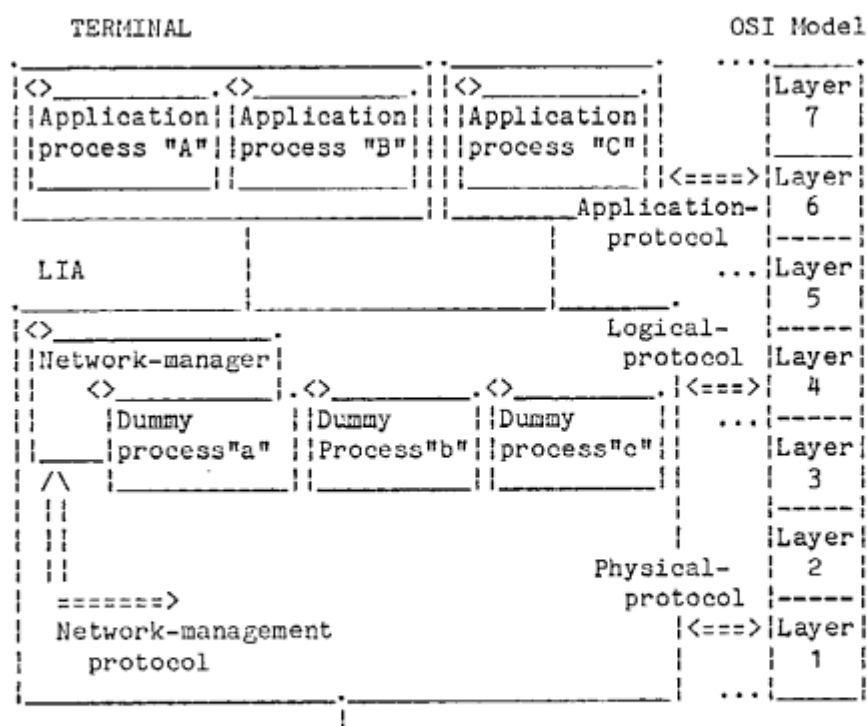 TERMINAL OSI Model
Application Application Application Layer
process "A" process "B" process "C" 7
Layer
Application- 6
protocol
LIA Layer
5
Logical-
Network-manager protocol Layer
4
Dummy Dummy Dummy
process"a" Process"b" process"c" Layer
3
Layer
Physical- 2
protocol
Network-management Layer
protocol 1